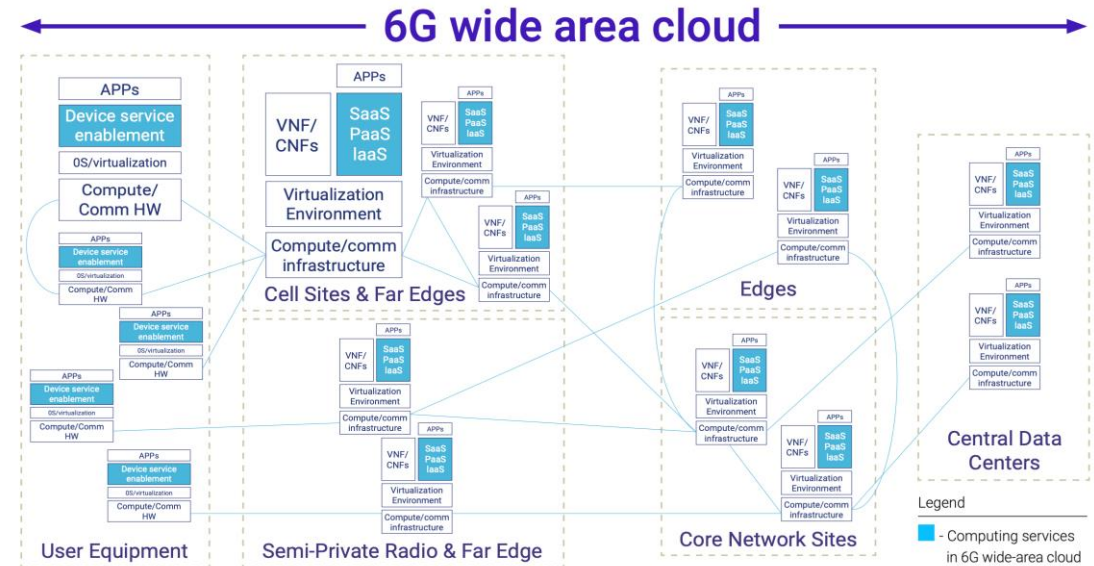 6G wide area cloud
APPs
Device service
enablement
0S/virtualization
Compute/
Comm HW
APPs
Device service
enablement
0S/virtualization
Compute/Comm
HW
APPs
Device service
enablement
0S/virtualization
Compute/Comm
HW
APPs
Device service
enablement
0S/virtualization
Compute/Comm
HW
APPs
Device service
enablement
0S/virtualization
Compute/Comm
HW
User Equipment
APPs
VNF/
CNFs
SaaS
PaaS
IaaS
Virtualization
Environment
Compute/comm
infrastructure
APPs
VNF/
CNFs
SaaS
PaaS
IaaS
Virtualization
Environment
Compute/comm
infrastructure
APPs
VNF/
CNFs
SaaS
PaaS
IaaS
Virtualization
Environment
Compute/comm
infrastructure
Cell Sites & Far Edges
APPs
VNF/
CNFs
SaaS
PaaS
IaaS
Virtualization
Environment
Compute/comm
infrastructure
APPs
VNF/
CNFs
SaaS
PaaS
IaaS
Virtualization
Environment
Compute/comm
infrastructure
Semi-Private Radio & Far Edge
APPs
VNF/
CNFs
SaaS
PaaS
IaaS
Virtualization
Environment
Compute/comm
infrastructure
APPs
VNF/
CNFs
SaaS
PaaS
IaaS
Virtualization
Environment
Compute/comm
infrastructure
Edges
APPs
VNF/
CNFs
SaaS
PaaS
IaaS
Virtualization
Environment
Compute/comm
infrastructure
APPs
VNF/
CNFs
SaaS
PaaS
IaaS
Virtualization
Environment
Compute/comm
infrastructure
Core Network Sites
APPs
VNF/
CNFs
SaaS
PaaS
IaaS
Virtualization
Environment
Compute/comm
infrastructure
APPs
VNF/
CNFs
SaaS
PaaS
IaaS
Virtualization
Environment
Compute/comm
infrastructure
Central Data
Centers
Legend
- Computing services
in 6G wide-area cloud